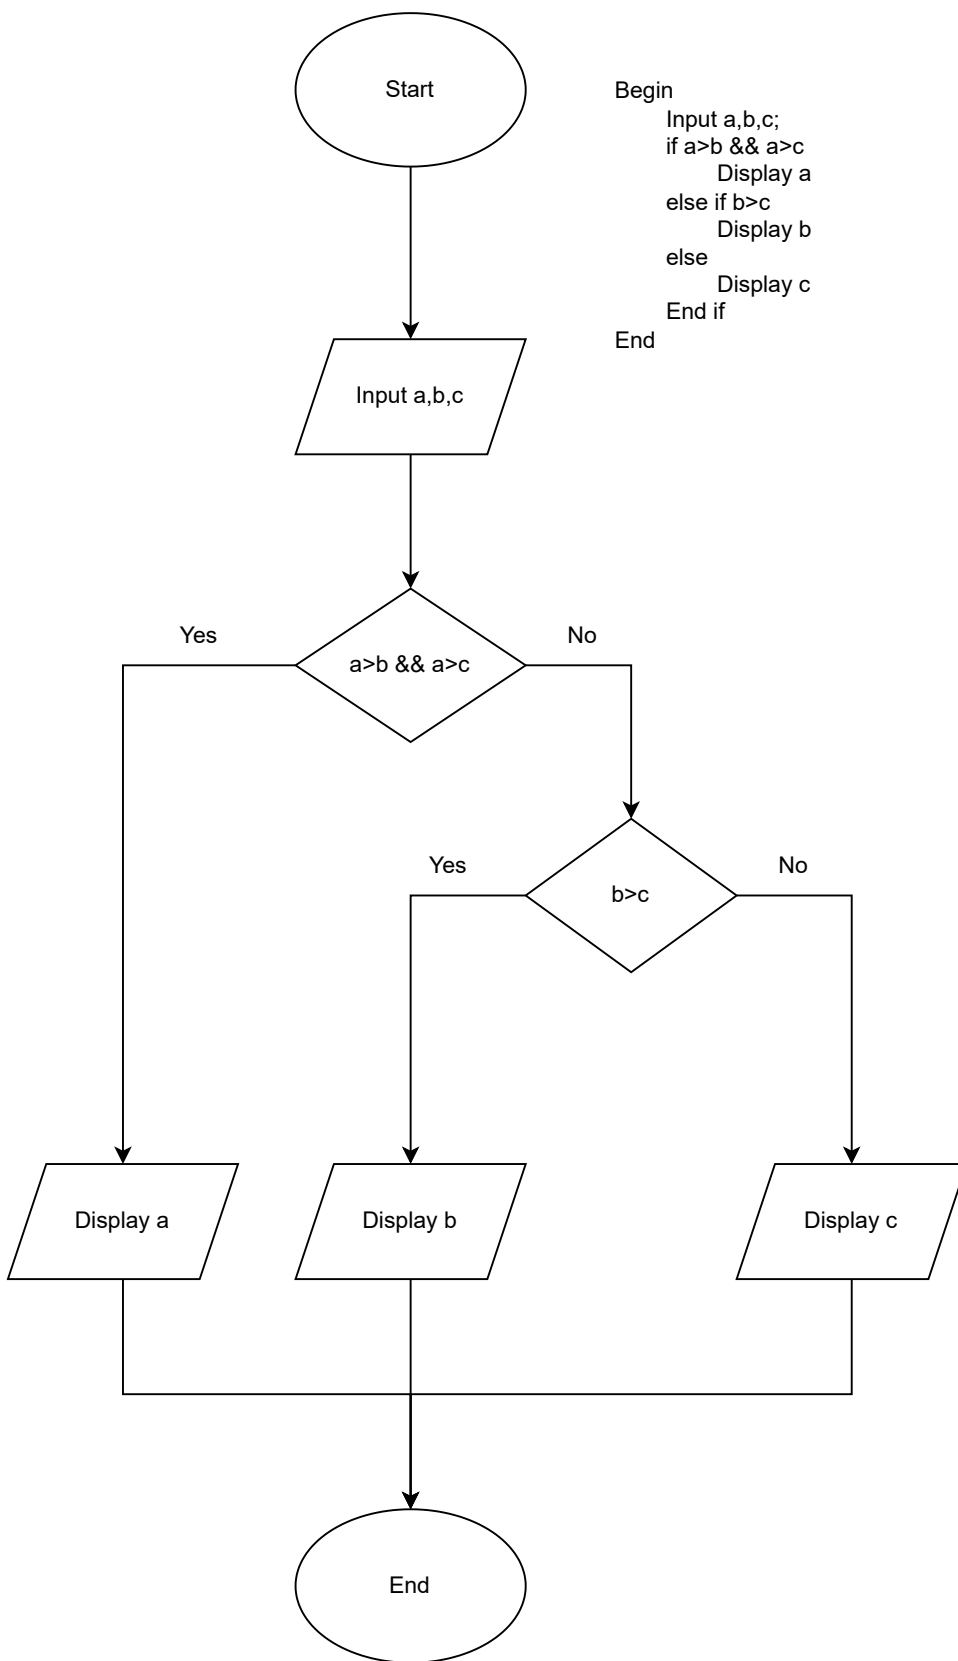 Start
Begin
Input a,b,c;
if a>b && a>c
Display a
else if b>c
Display b
else
Display c
End if
End
Input a,b,c
Yes
No
a>b && a>c
Yes
No
b>c
Display a
Display b
Display c
End